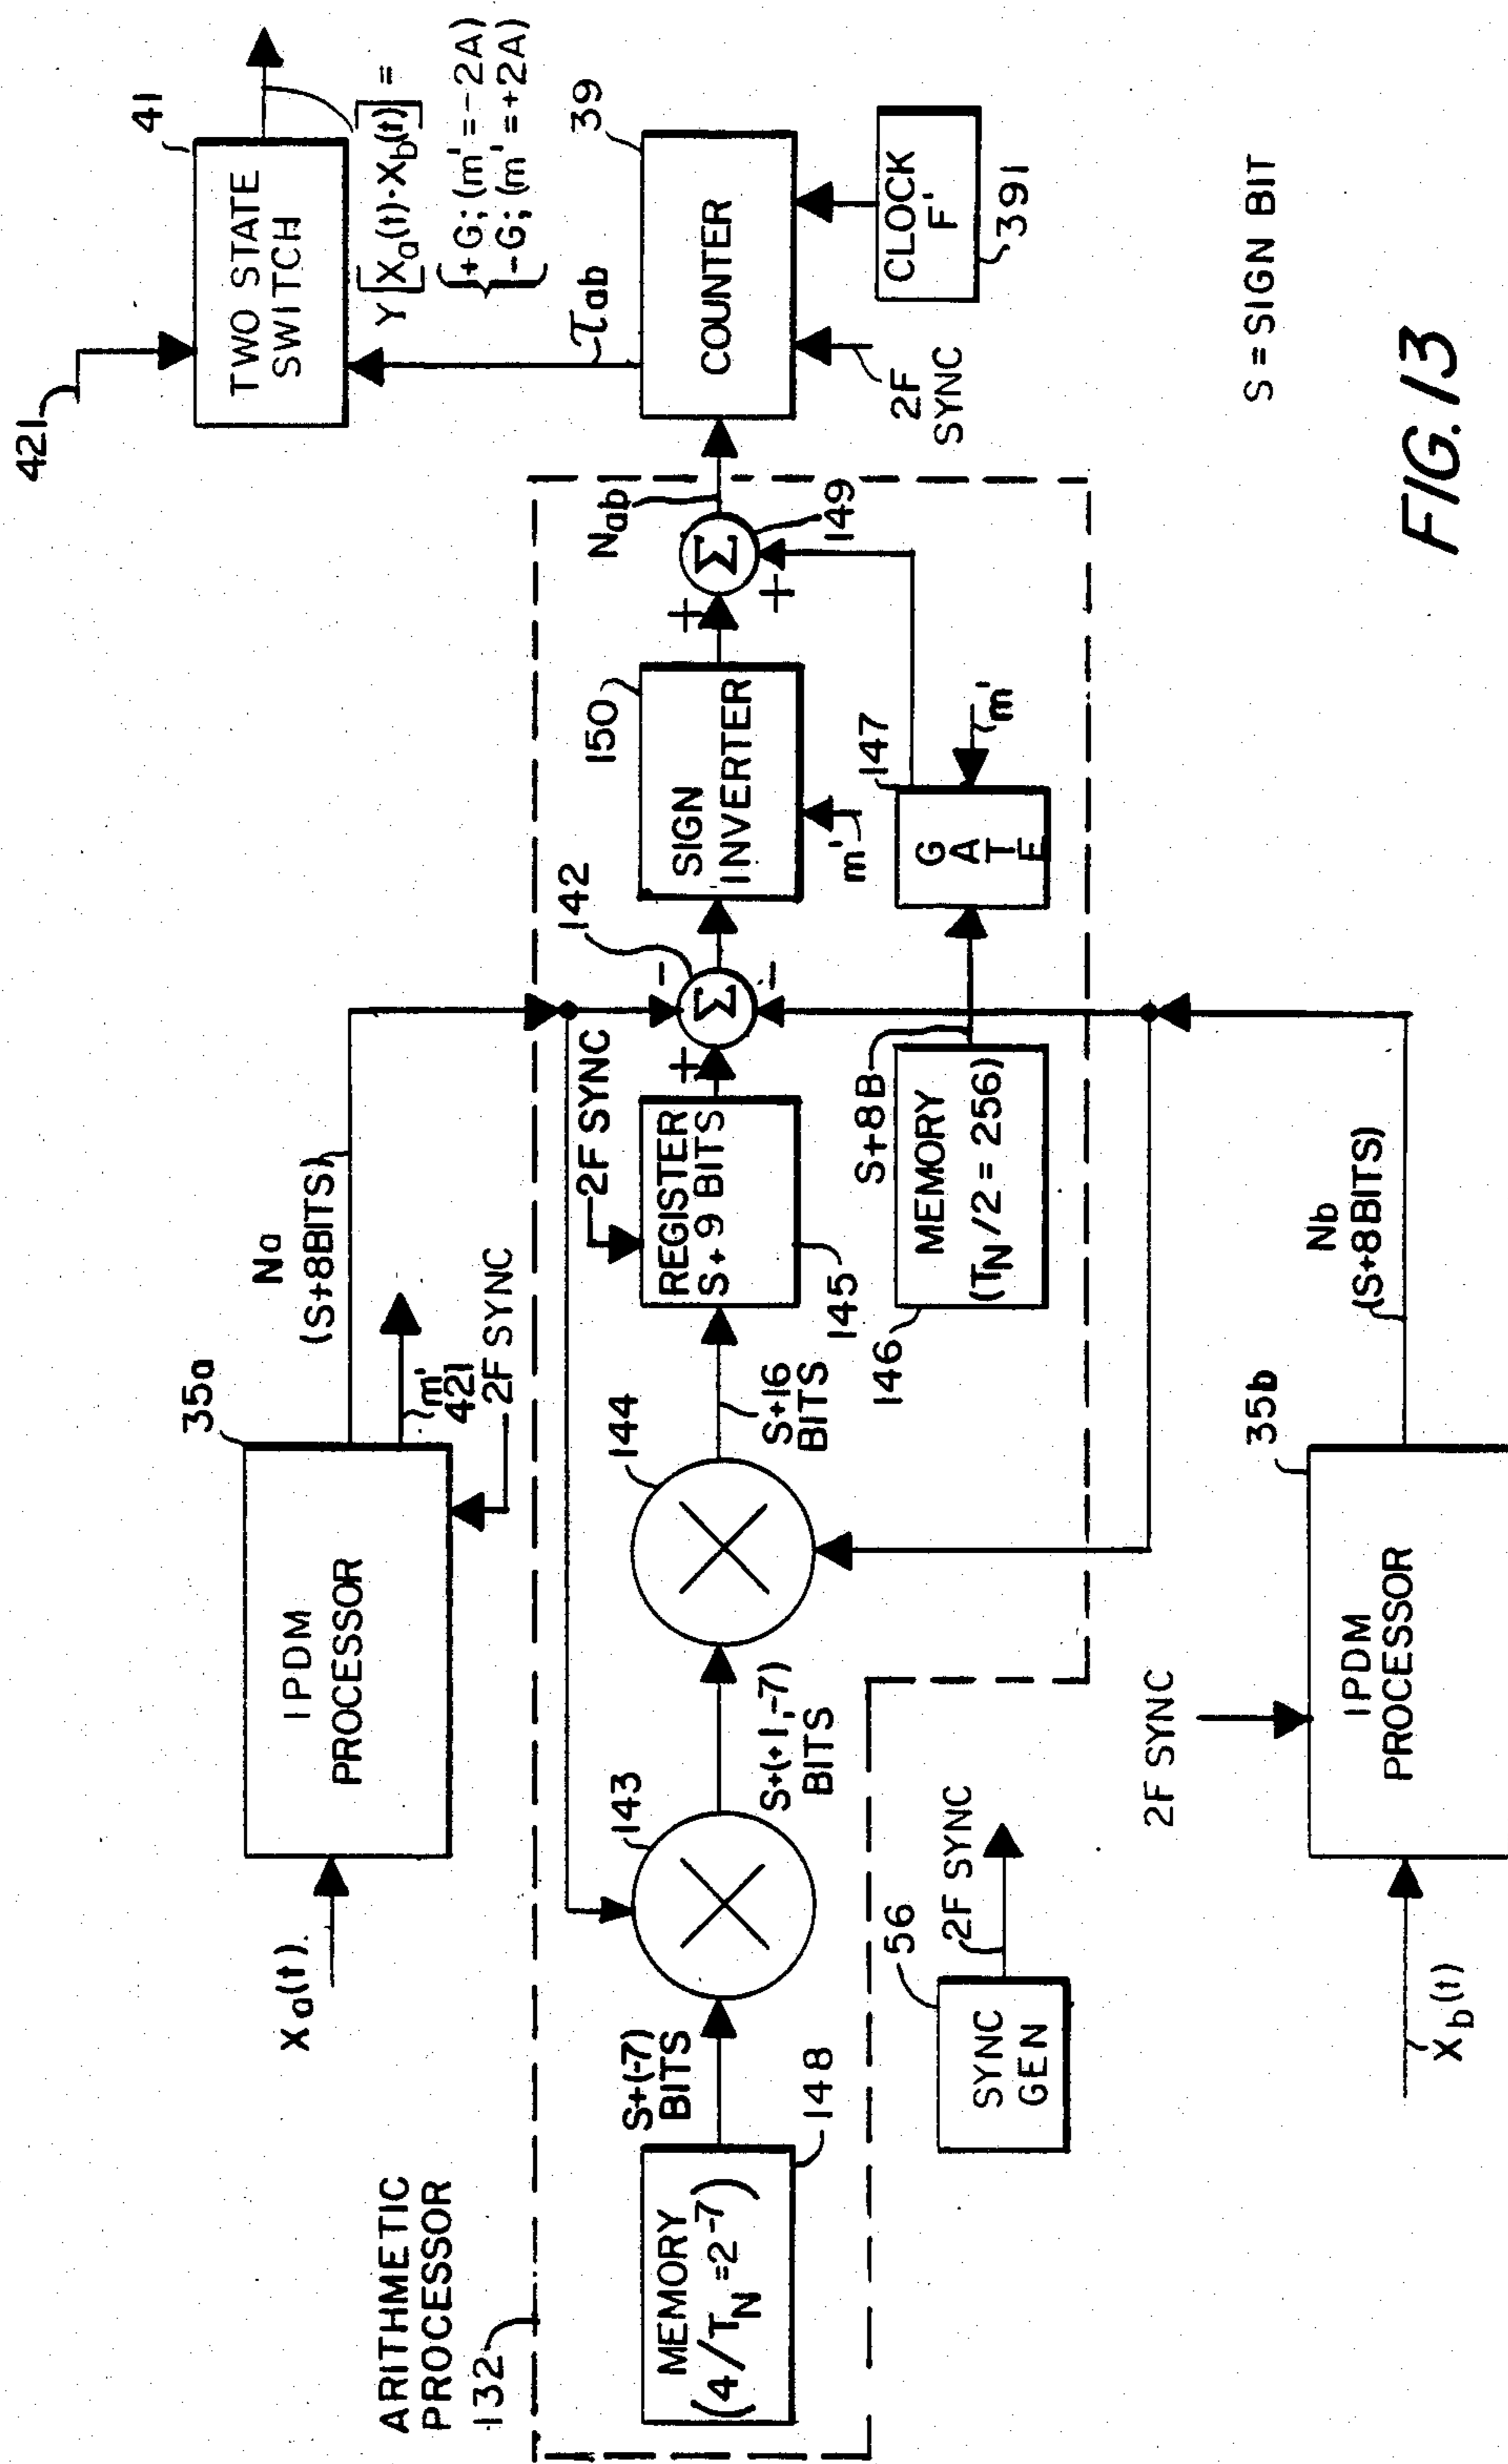 421
TWO STATE
SWITCH
41
Y [Xa(t)·Xb(t)] =
{+G; (m'=-2A)
-G; (m'=+2A)}
τab
COUNTER
39
2F
SYNC
CLOCK
F'
391
S = SIGN BIT
FIG. 13
Xa(t)
IPDM
PROCESSOR
35a
Na
(S+8BITS)
m'
421
2F SYNC
ARITHMETIC
PROCESSOR
132
MEMORY
(4/TN =2-7)
148
S+(-7)
BITS
143
S+(+1,-7)
BITS
144
S+16
BITS
REGISTER
S+9 BITS
145
2F SYNC
+
-
-
Σ
142
SIGN
INVERTER
150
m'
+
+
Σ
149
Nab
MEMORY
(TN/2 = 256)
146
S+8B
GATE
147
m'
SYNC
GEN
56
2F SYNC
Xb(t)
IPDM
PROCESSOR
35b
2F SYNC
Nb
(S+8BITS)